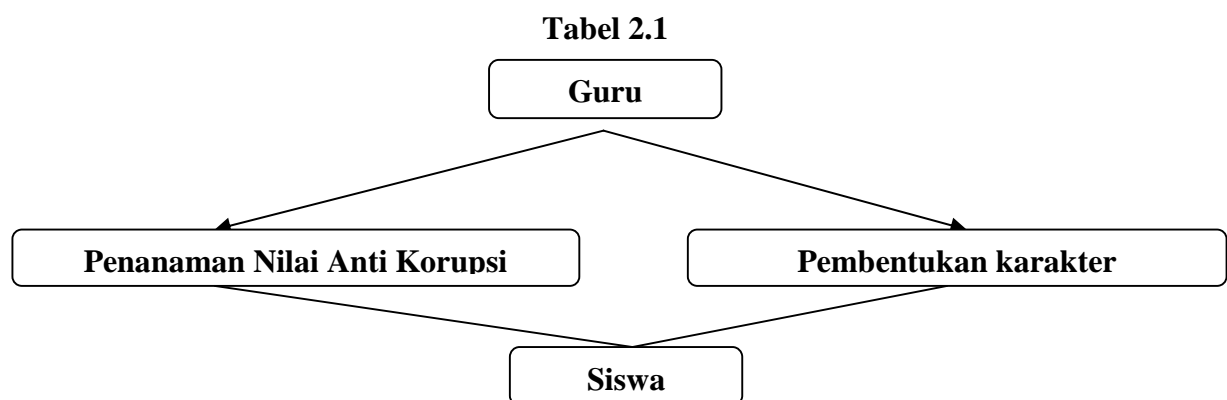 Tabel 2.1
Guru
Penanaman Nilai Anti Korupsi
Pembentukan karakter
Siswa